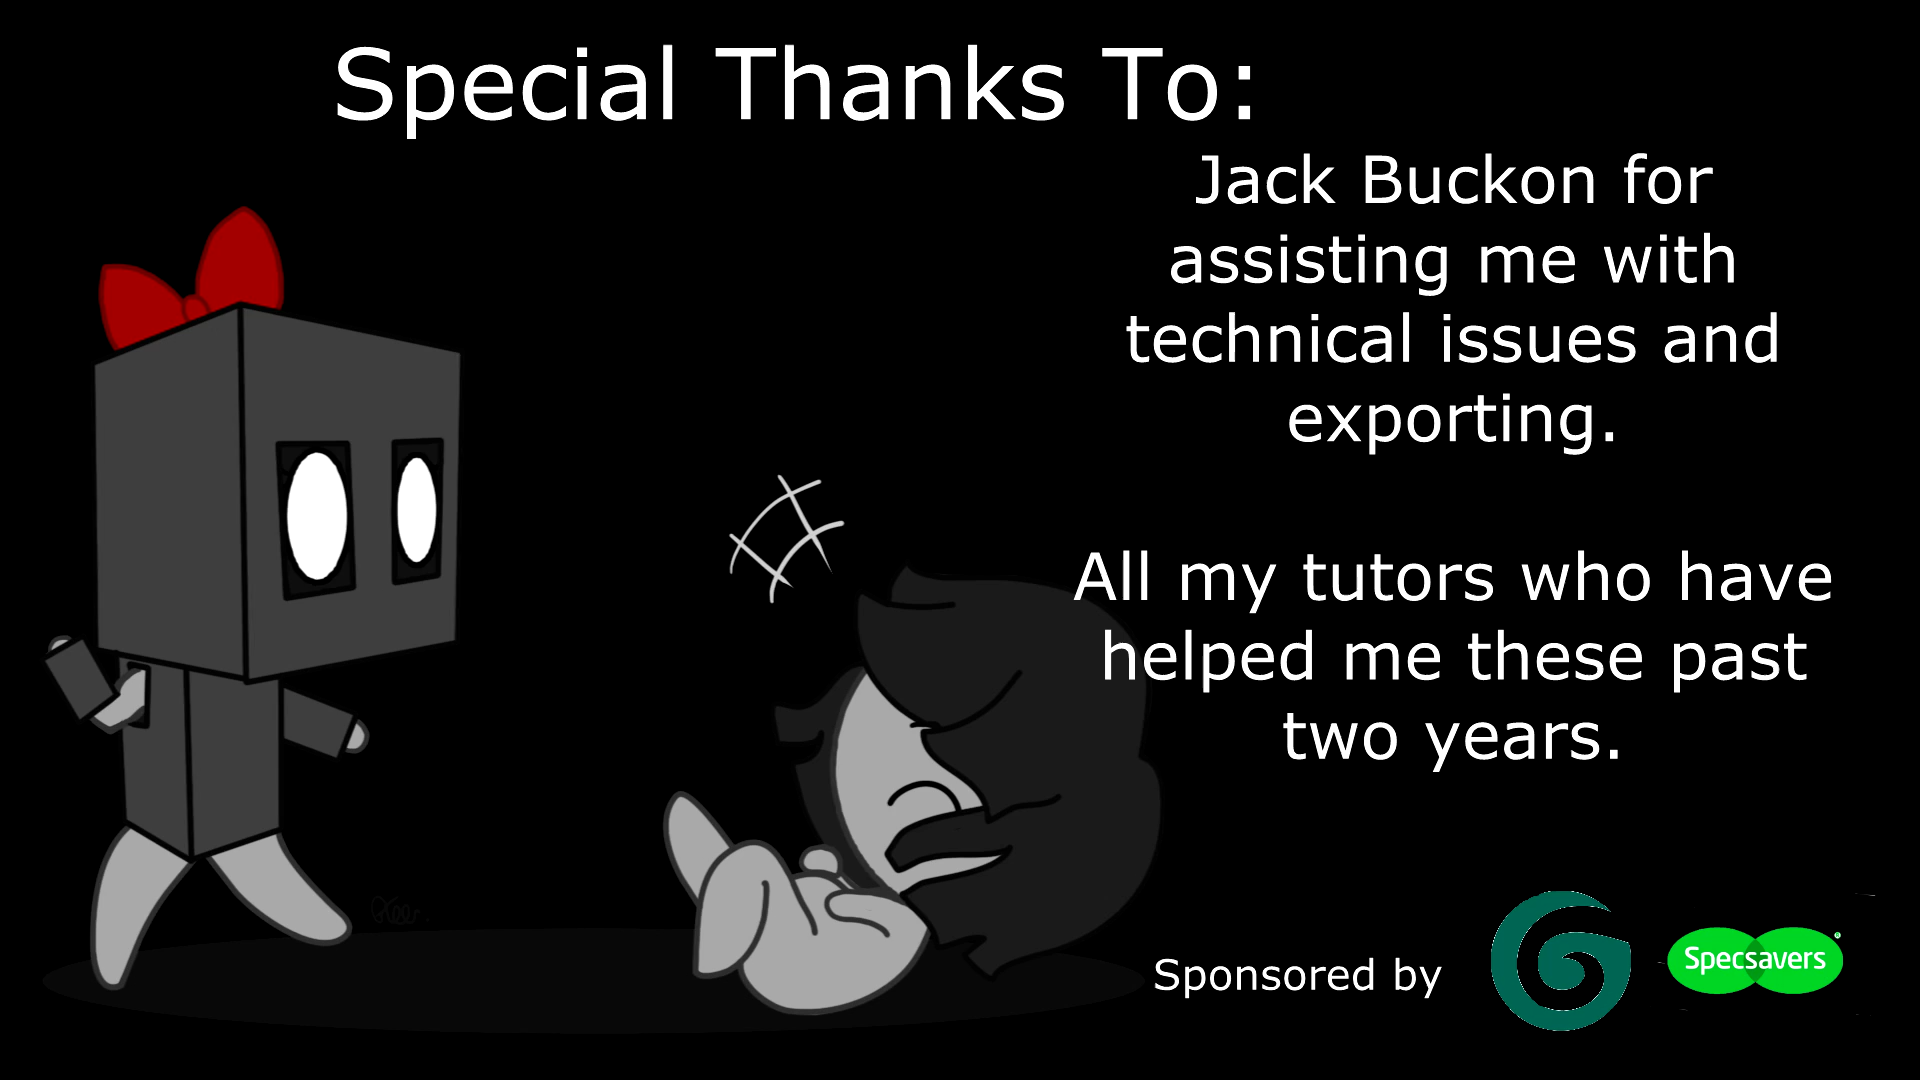 Special Thanks To:
Jack Buckon for
assisting me with
technical issues and
exporting.
All my tutors who have
helped me these past
two years.
Sponsored by
Specsavers